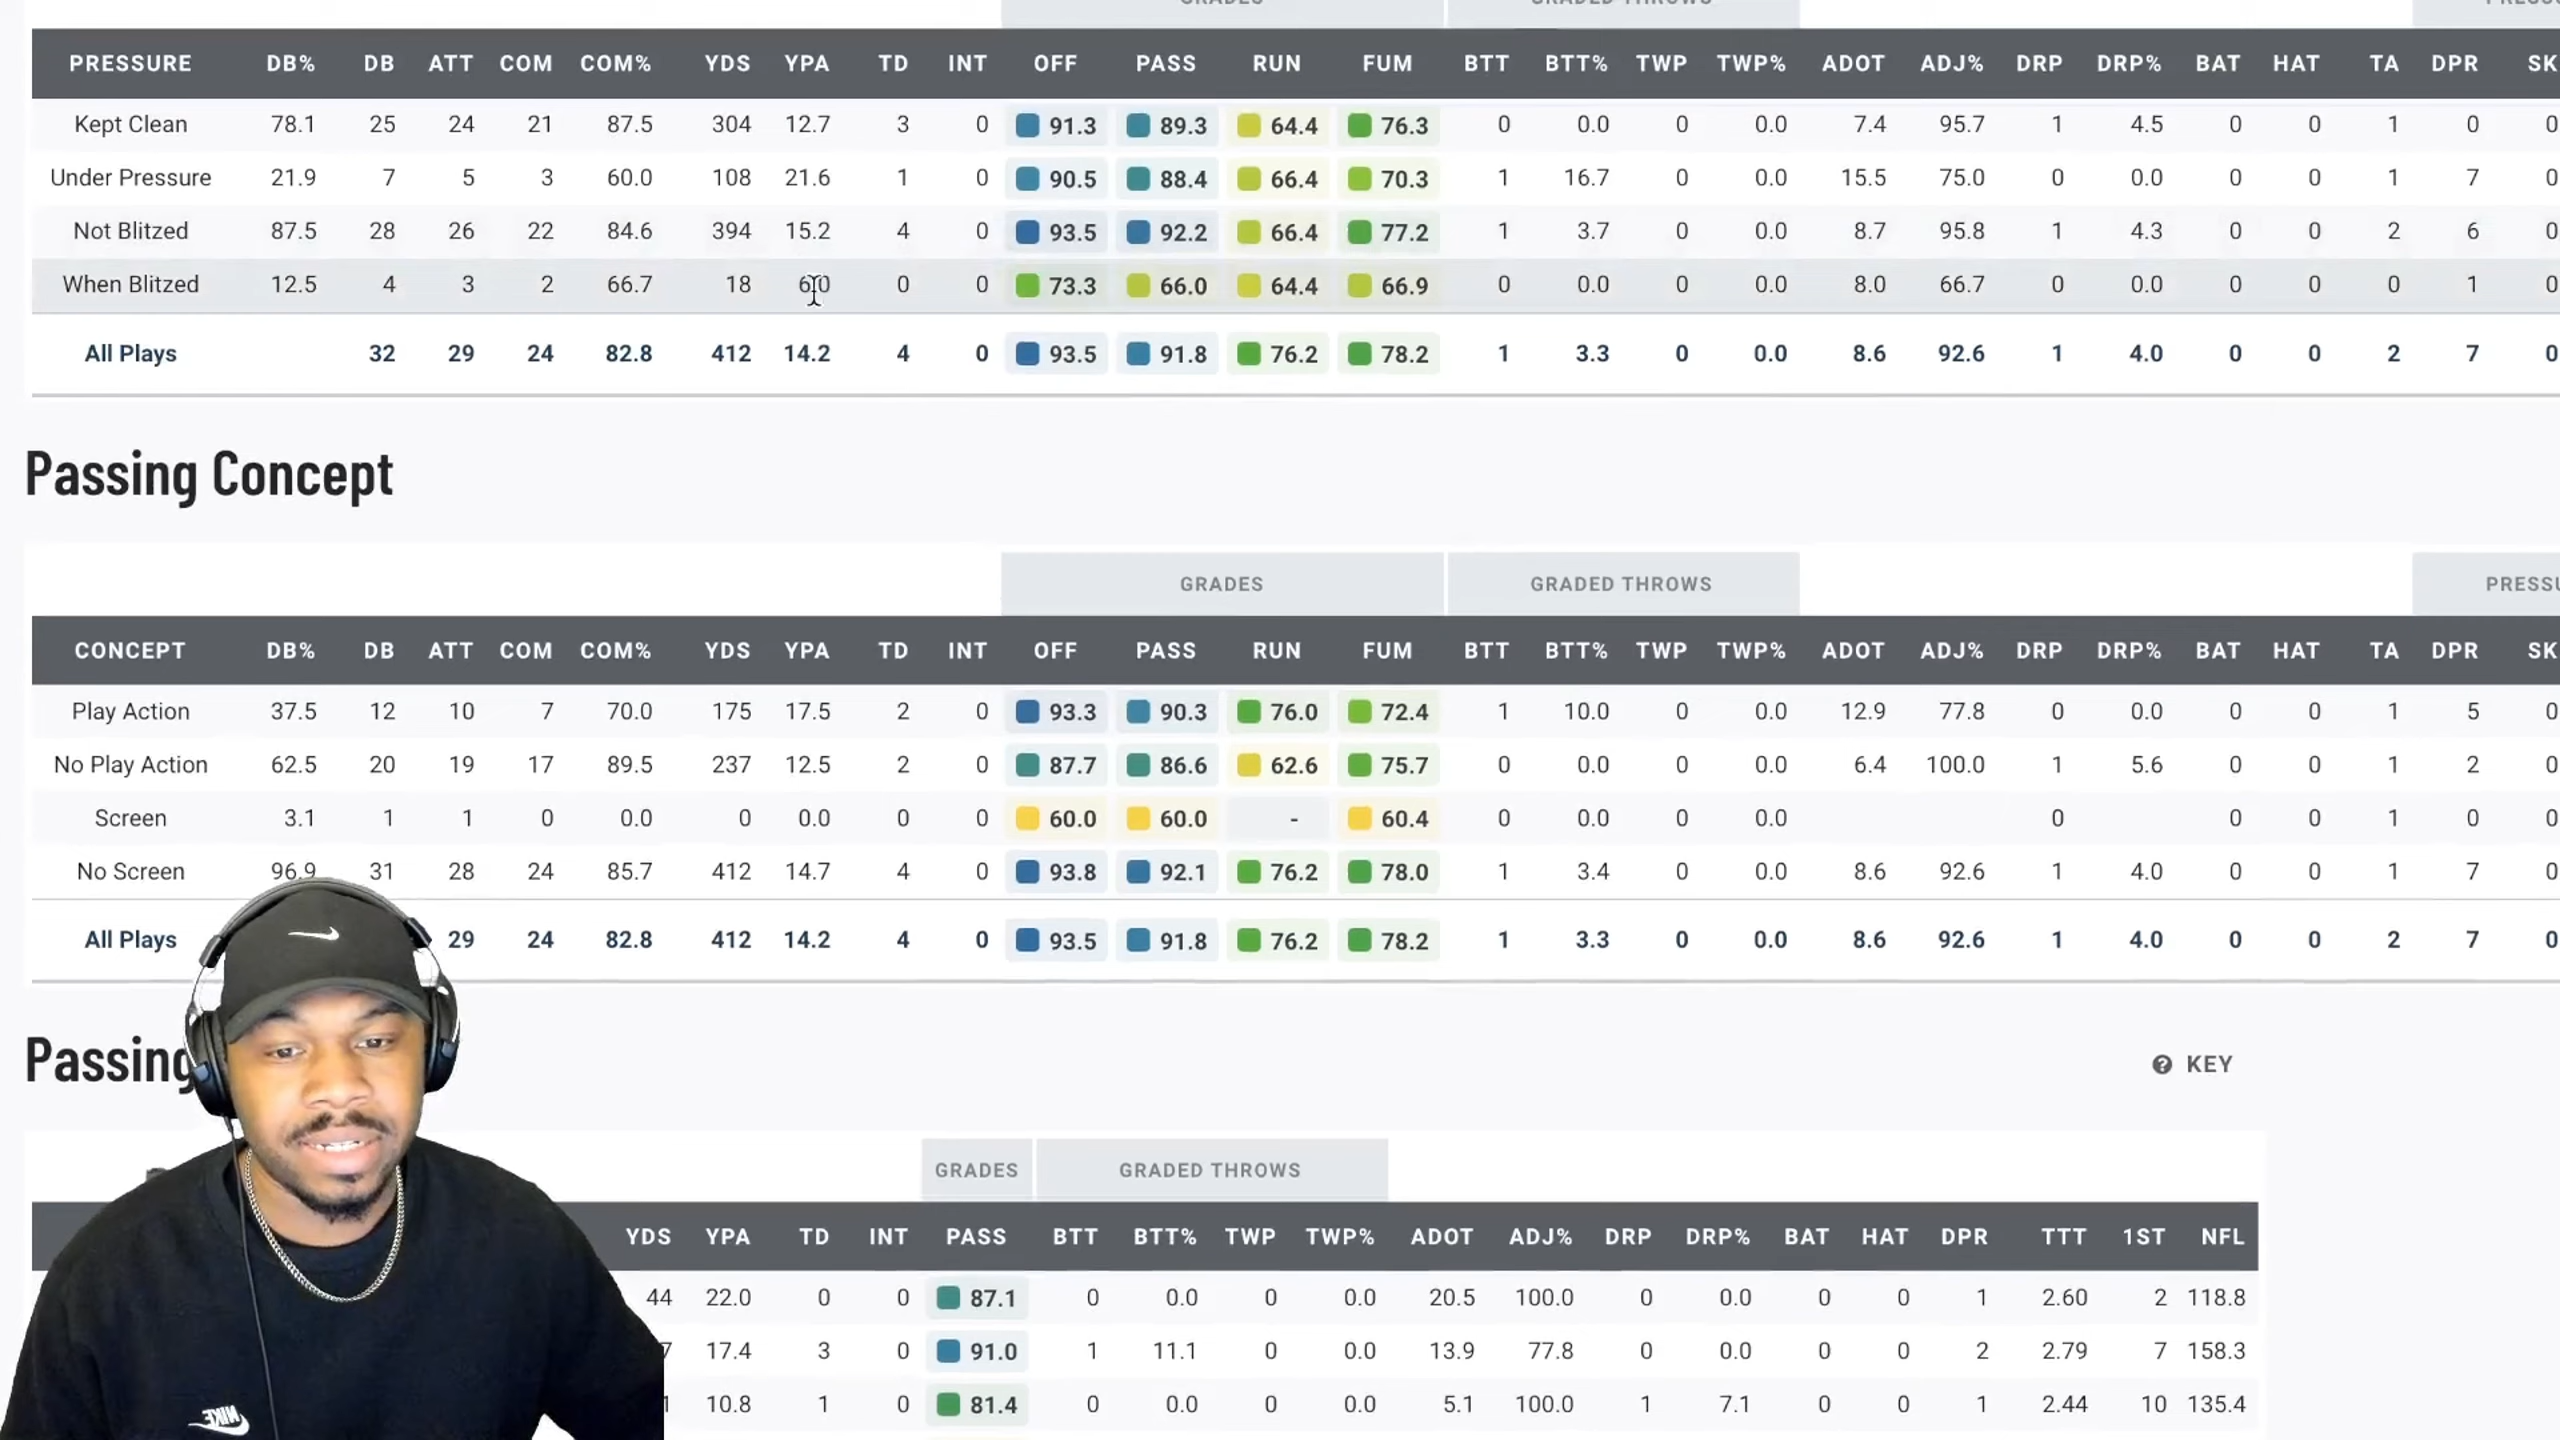 GRADES GRADED THROWS
PRESSURE DB% DB ATT COM COM% YDS YPA TD INT OFF PASS RUN FUM BTT BTT% TWP TWP% ADOT ADJ% DRP DRP% BAT HAT TA DPR SK
Kept Clean 78.1 25 24 21 87.5 304 12.7 3 0 91.3 89.3 64.4 76.3 0 0.0 0 0.0 7.4 95.7 1 4.5 0 0 1 0 0
Under Pressure 21.9 7 5 3 60.0 108 21.6 1 0 90.5 88.4 66.4 70.3 1 16.7 0 0.0 15.5 75.0 0 0.0 0 0 1 7 0
Not Blitzed 87.5 28 26 22 84.6 394 15.2 4 0 93.5 92.2 66.4 77.2 1 3.7 0 0.0 8.7 95.8 1 4.3 0 0 2 6 0
When Blitzed 12.5 4 3 2 66.7 18 6.0 0 0 73.3 66.0 64.4 66.9 0 0.0 0 0.0 8.0 66.7 0 0.0 0 0 0 1 0
All Plays 32 29 24 82.8 412 14.2 4 0 93.5 91.8 76.2 78.2 1 3.3 0 0.0 8.6 92.6 1 4.0 0 0 2 7 0
Passing Concept
GRADES GRADED THROWS PRESSU
CONCEPT DB% DB ATT COM COM% YDS YPA TD INT OFF PASS RUN FUM BTT BTT% TWP TWP% ADOT ADJ% DRP DRP% BAT HAT TA DPR SK
Play Action 37.5 12 10 7 70.0 175 17.5 2 0 93.3 90.3 76.0 72.4 1 10.0 0 0.0 12.9 77.8 0 0.0 0 0 1 5 0
No Play Action 62.5 20 19 17 89.5 237 12.5 2 0 87.7 86.6 62.6 75.7 0 0.0 0 0.0 6.4 100.0 1 5.6 0 0 1 2 0
Screen 3.1 1 1 0 0.0 0 0.0 0 0 60.0 60.0 - 60.4 0 0.0 0 0.0 0 0 0 1 0 0
No Screen 96.9 31 28 24 85.7 412 14.7 4 0 93.8 92.1 76.2 78.0 1 3.4 0 0.0 8.6 92.6 1 4.0 0 0 1 7 0
All Plays 29 24 82.8 412 14.2 4 0 93.5 91.8 76.2 78.2 1 3.3 0 0.0 8.6 92.6 1 4.0 0 0 2 7 0
Passing
KEY
GRADES GRADED THROWS
YDS YPA TD INT PASS BTT BTT% TWP TWP% ADOT ADJ% DRP DRP% BAT HAT DPR TTT 1ST NFL
44 22.0 0 0 87.1 0 0.0 0 0.0 20.5 100.0 0 0.0 0 0 1 2.60 2 118.8
7 17.4 3 0 91.0 1 11.1 0 0.0 13.9 77.8 0 0.0 0 0 2 2.79 7 158.3
1 10.8 1 0 81.4 0 0.0 0 0.0 5.1 100.0 1 7.1 0 0 1 2.44 10 135.4
NIKE